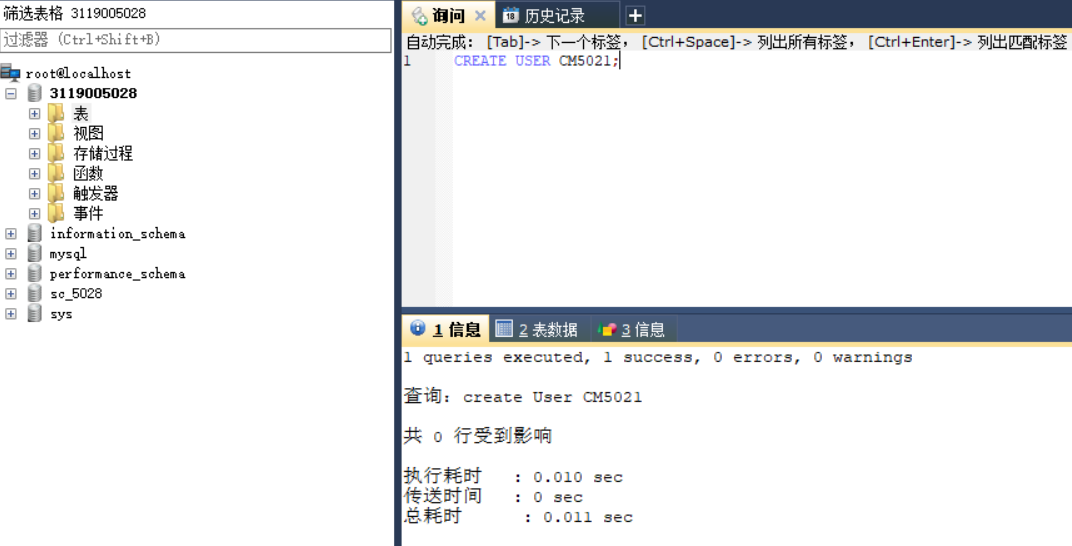 筛选表格 3119005028
过滤器 (Ctrl+Shift+B)
root@localhost
3119005028
表
视图
存储过程
函数
触发器
事件
information_schema
mysql
performance_schema
sc_5028
sys
询问
18 历史记录
自动完成: [Tab]-> 下一个标签, [Ctrl+Space]-> 列出所有标签, [Ctrl+Enter]-> 列出匹配标签
1 CREATE USER CM5021;
1 信息 2 表数据 3 信息
1 queries executed, 1 success, 0 errors, 0 warnings
查询: create User CM5021
共 0 行受到影响
执行耗时 : 0.010 sec
传送时间 : 0 sec
总耗时 : 0.011 sec